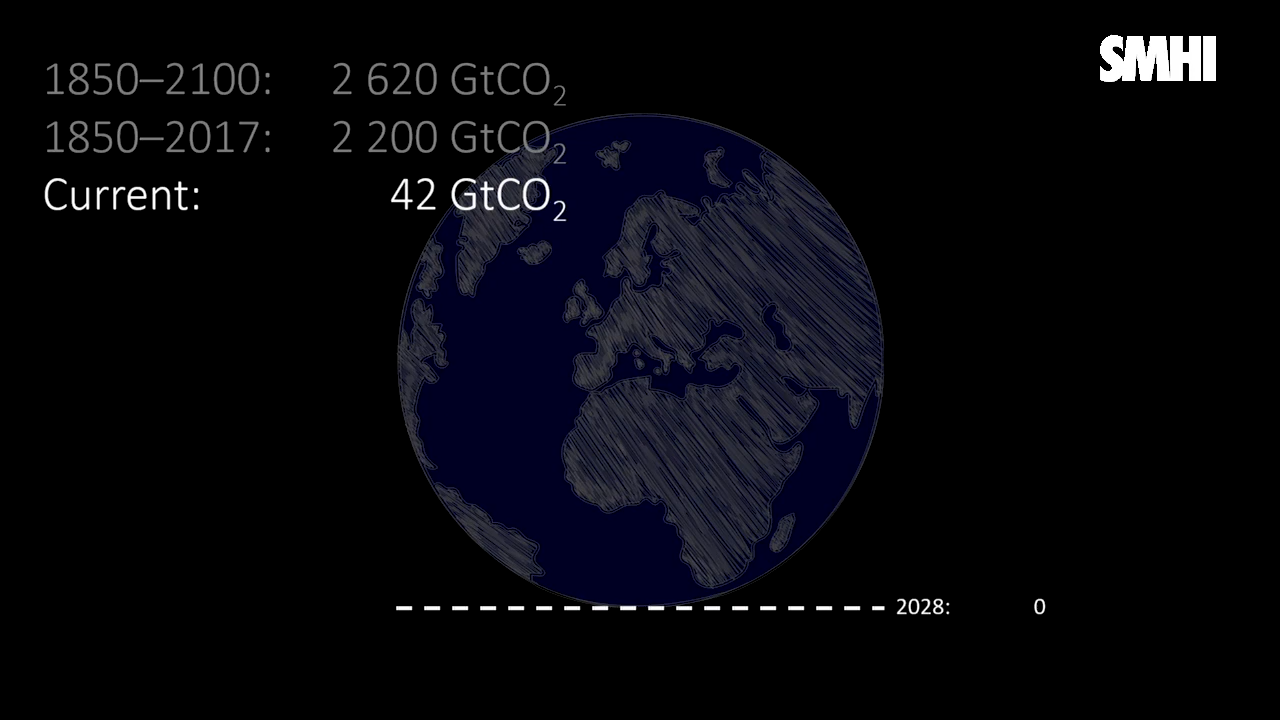 SMHI
1850–2100: 2 620 GtCO₂
1850–2017: 2 200 GtCO₂
Current: 42 GtCO₂
2028: 0